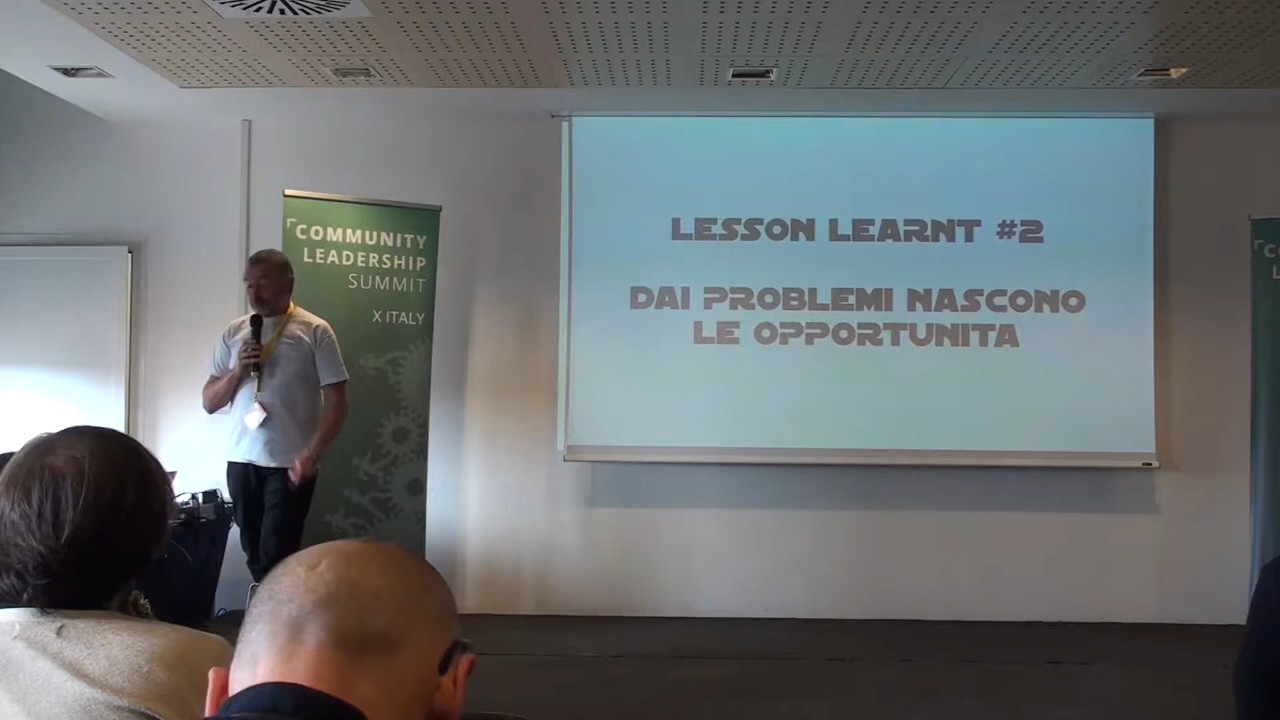 COMMUNITY
LEADERSHIP
SUMMIT
X ITALY
LESSON LEARNT #2
DAI PROBLEMI NASCONO
LE OPPORTUNITA